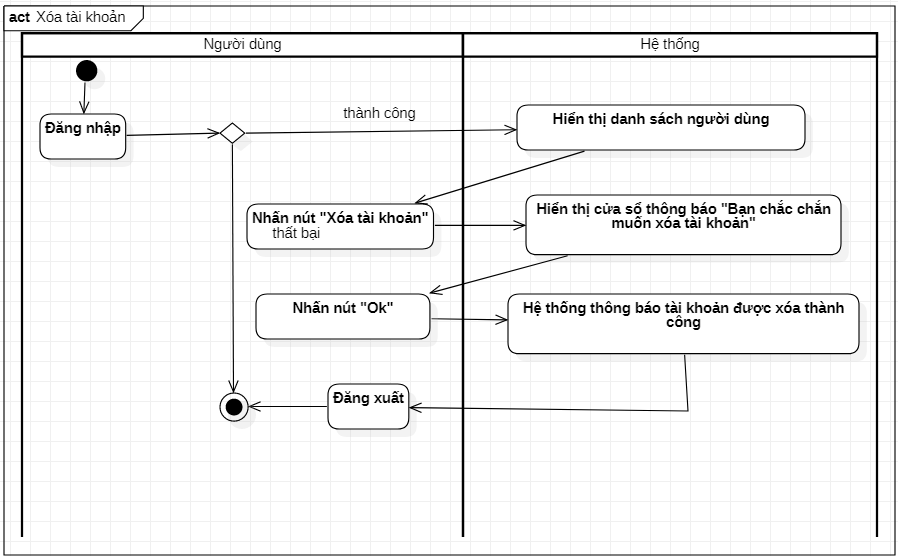 act Xóa tài khoản
Người dùng
Hệ thống
thành công
Đăng nhập
Hiển thị danh sách người dùng
Nhấn nút "Xóa tài khoản"
thất bại
Hiển thị cửa sổ thông báo "Bạn chắc chắn
muốn xóa tài khoản"
Nhấn nút "Ok"
Hệ thống thông báo tài khoản được xóa thành
công
Đăng xuất